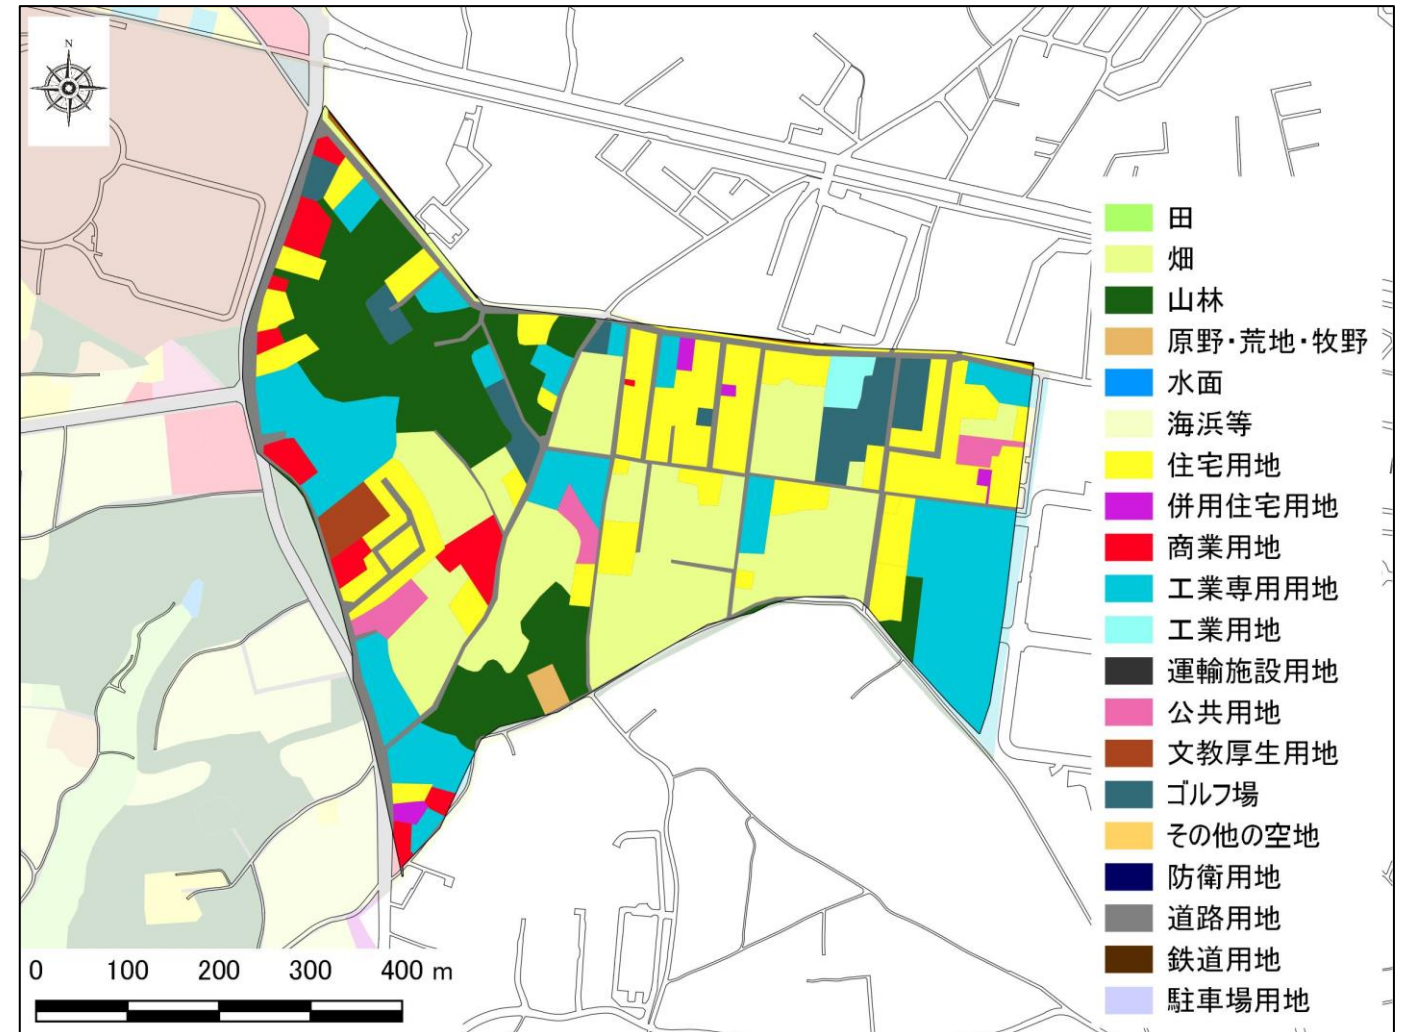 N
田
畑
山林
原野・荒地・牧野
水面
海浜等
住宅用地
併用住宅用地
商業用地
工業専用用地
工業用地
運輸施設用地
公共用地
文教厚生用地
ゴルフ場
その他の空地
防衛用地
道路用地
鉄道用地
駐車場用地
0 100 200 300 400 m